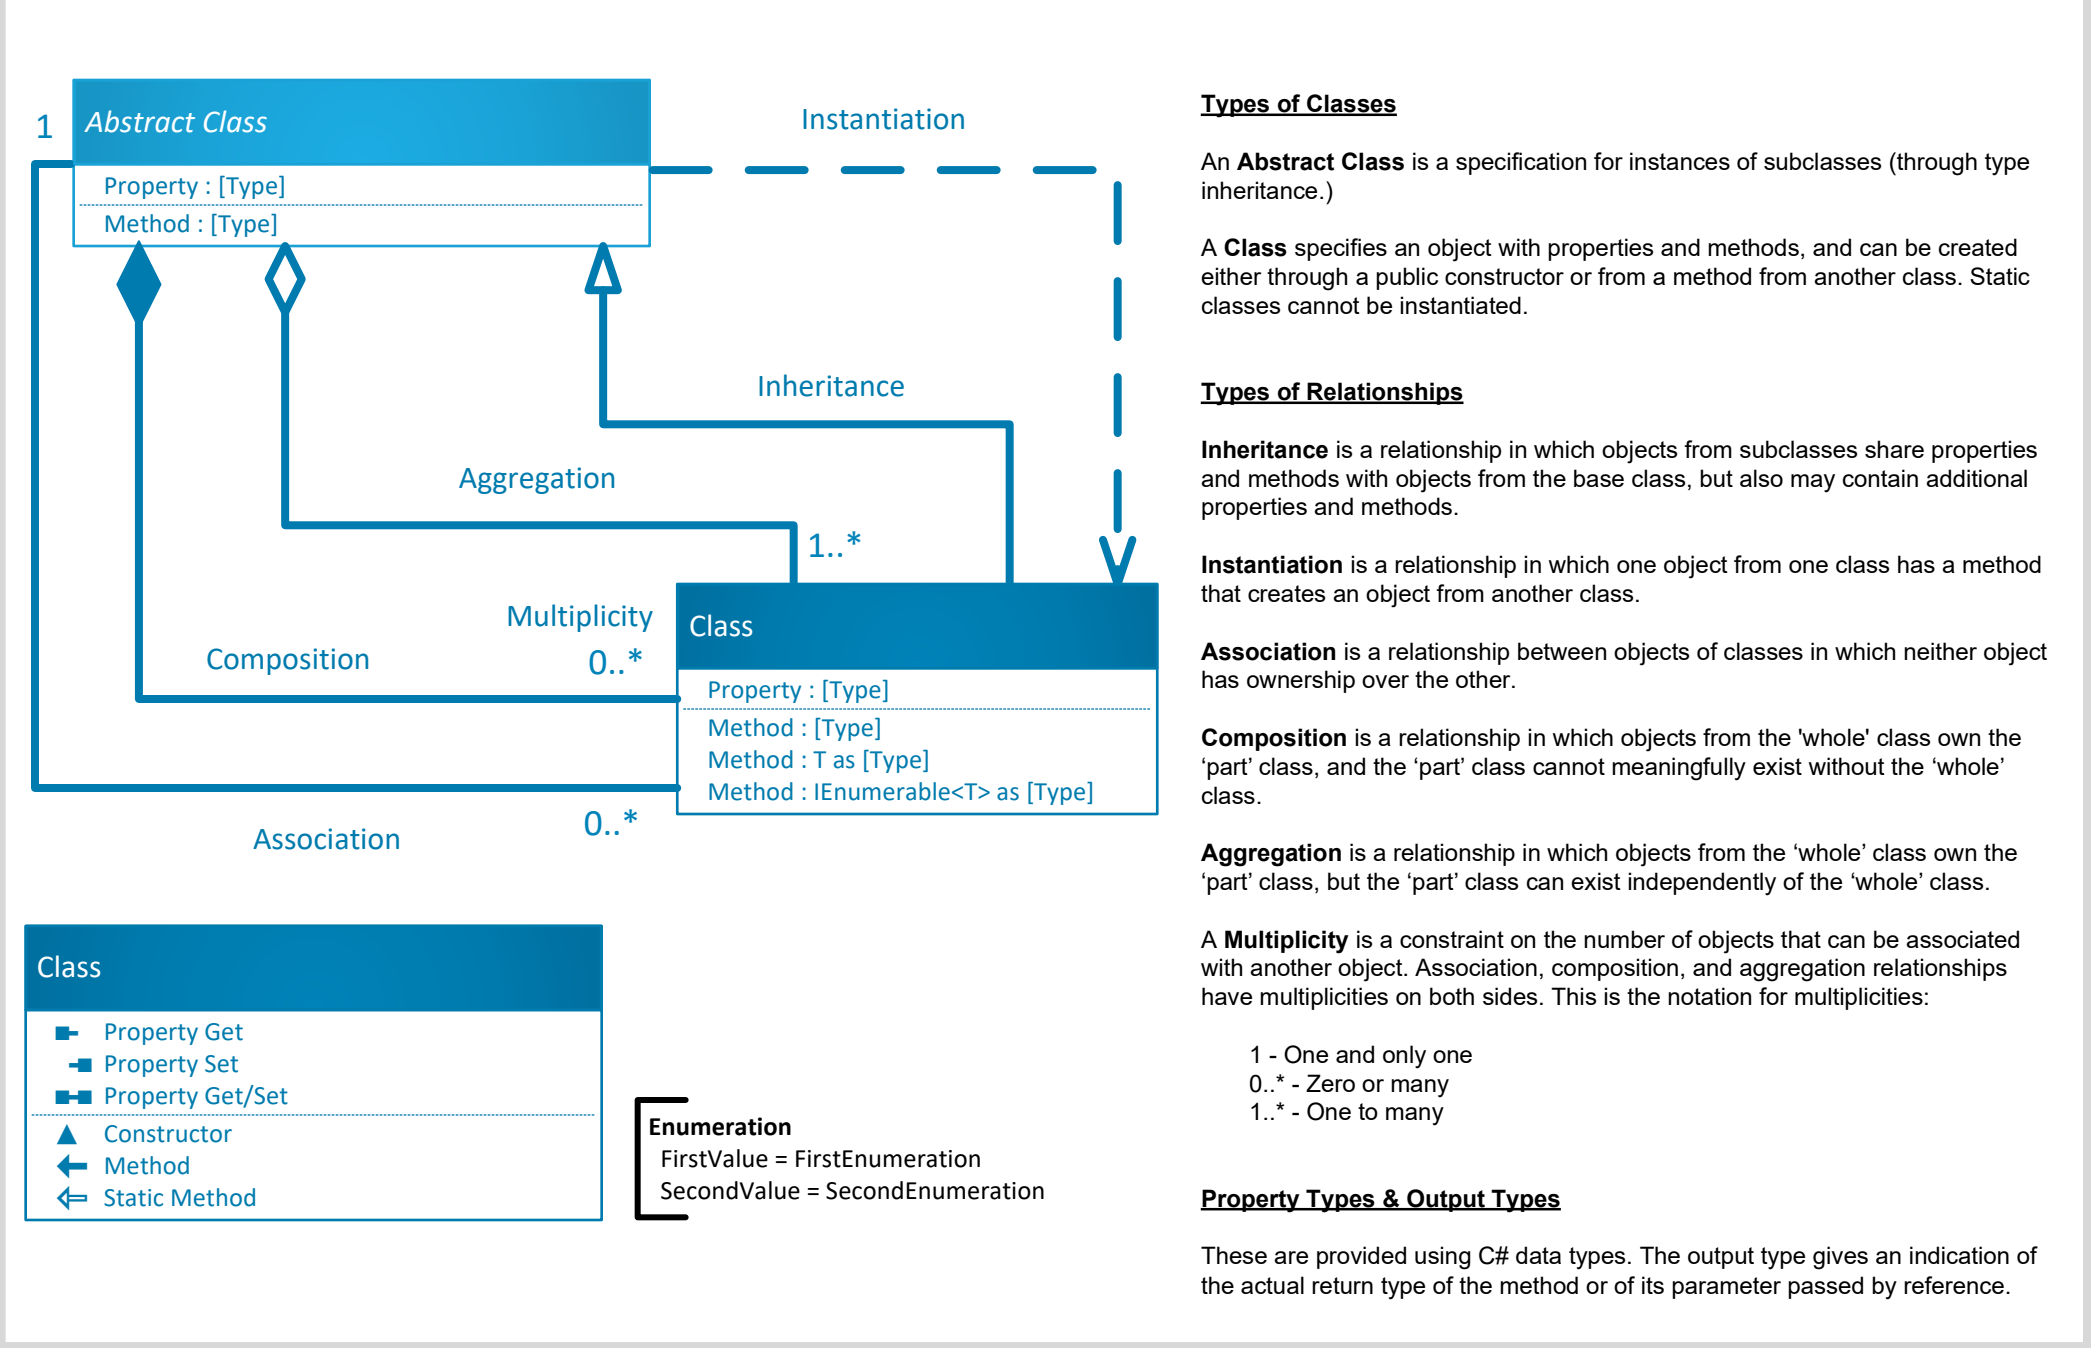 1
Abstract Class
Property : [Type]
Method : [Type]
Instantiation
Inheritance
Aggregation
1..*
Multiplicity
0..*
Composition
Class
Property : [Type]
Method : [Type]
Method : T as [Type]
Method : IEnumerable<T> as [Type]
0..*
Association
Class
Property Get
Property Set
Property Get/Set
Constructor
Method
Static Method
Enumeration
FirstValue = FirstEnumeration
SecondValue = SecondEnumeration
Types of Classes
An Abstract Class is a specification for instances of subclasses (through type
inheritance.)
A Class specifies an object with properties and methods, and can be created
either through a public constructor or from a method from another class. Static
classes cannot be instantiated.
Types of Relationships
Inheritance is a relationship in which objects from subclasses share properties
and methods with objects from the base class, but also may contain additional
properties and methods.
Instantiation is a relationship in which one object from one class has a method
that creates an object from another class.
Association is a relationship between objects of classes in which neither object
has ownership over the other.
Composition is a relationship in which objects from the 'whole' class own the
‘part’ class, and the ‘part’ class cannot meaningfully exist without the ‘whole’
class.
Aggregation is a relationship in which objects from the ‘whole’ class own the
‘part’ class, but the ‘part’ class can exist independently of the ‘whole’ class.
A Multiplicity is a constraint on the number of objects that can be associated
with another object. Association, composition, and aggregation relationships
have multiplicities on both sides. This is the notation for multiplicities:
1 - One and only one
0..* - Zero or many
1..* - One to many
Property Types & Output Types
These are provided using C# data types. The output type gives an indication of
the actual return type of the method or of its parameter passed by reference.